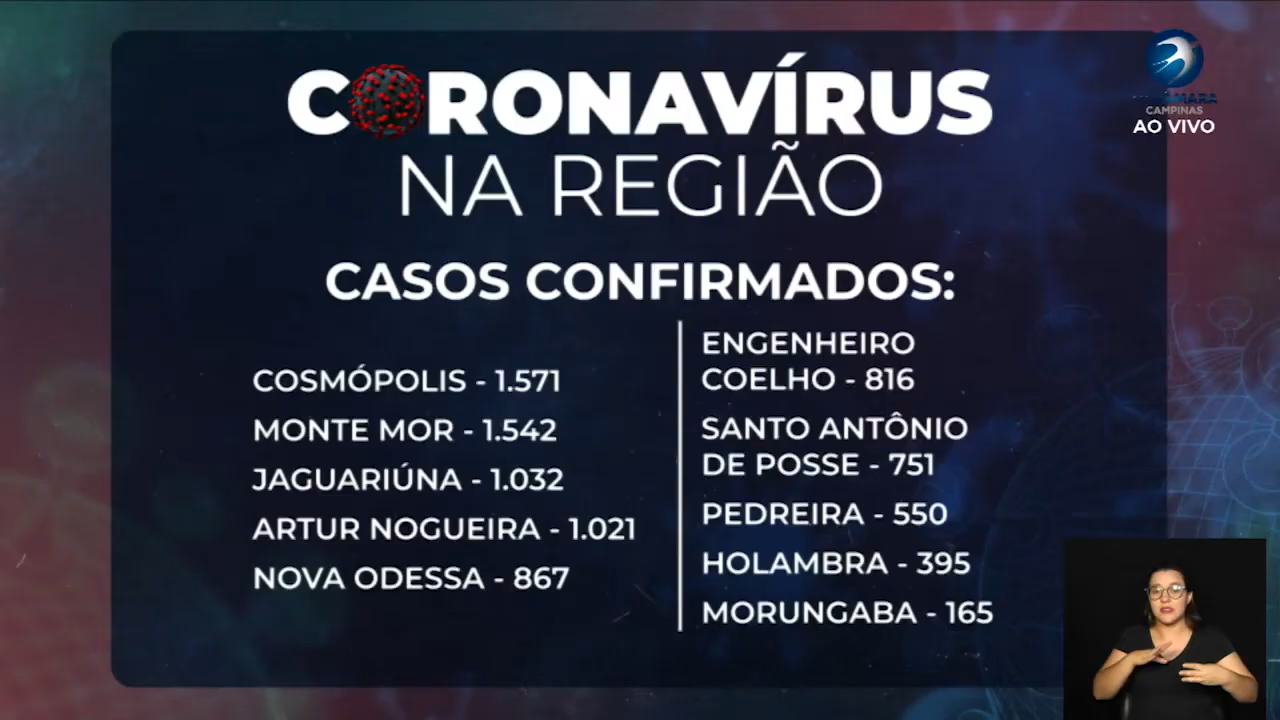 CORONAVÍRUS
NA REGIÃO
CASOS CONFIRMADOS:
COSMÓPOLIS - 1.571
MONTE MOR - 1.542
JAGUARIÚNA - 1.032
ARTUR NOGUEIRA - 1.021
NOVA ODESSA - 867
ENGENHEIRO
COELHO - 816
SANTO ANTÔNIO
DE POSSE - 751
PEDREIRA - 550
HOLAMBRA - 395
MORUNGABA - 165
CAMPINAS
AO VIVO